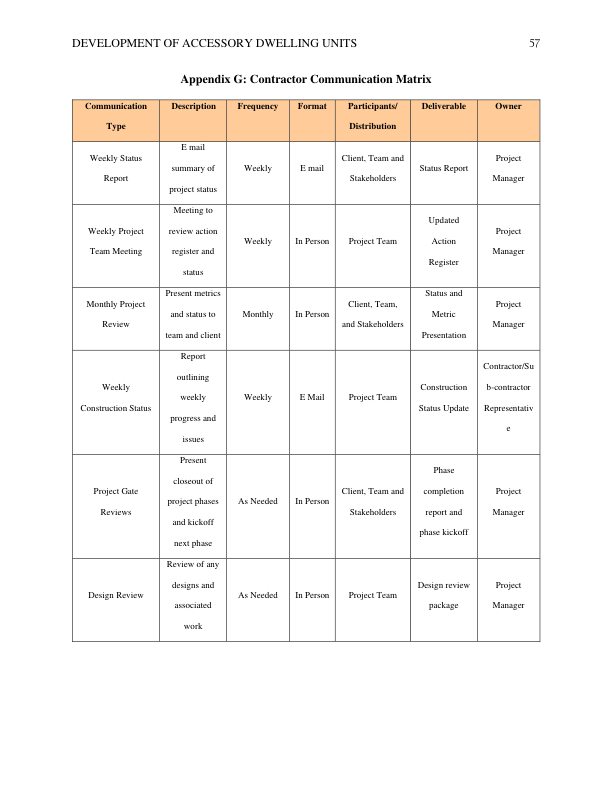 DEVELOPMENT OF ACCESSORY DWELLING UNITS 57
Appendix G: Contractor Communication Matrix
Communication
Type
Description
Frequency
Format
Participants/
Distribution
Deliverable
Owner
Weekly Status
Report
E mail
summary of
project status
Weekly
E mail
Client, Team and
Stakeholders
Status Report
Project
Manager
Weekly Project
Team Meeting
Meeting to
review action
register and
status
Weekly
In Person
Project Team
Updated
Action
Register
Project
Manager
Monthly Project
Review
Present metrics
and status to
team and client
Monthly
In Person
Client, Team,
and Stakeholders
Status and
Metric
Presentation
Project
Manager
Weekly
Construction Status
Report
outlining
weekly
progress and
issues
Weekly
E Mail
Project Team
Construction
Status Update
Contractor/Su
b-contractor
Representativ
e
Project Gate
Reviews
Present
closeout of
project phases
and kickoff
next phase
As Needed
In Person
Client, Team and
Stakeholders
Phase
completion
report and
phase kickoff
Project
Manager
Design Review
Review of any
designs and
associated
work
As Needed
In Person
Project Team
Design review
package
Project
Manager